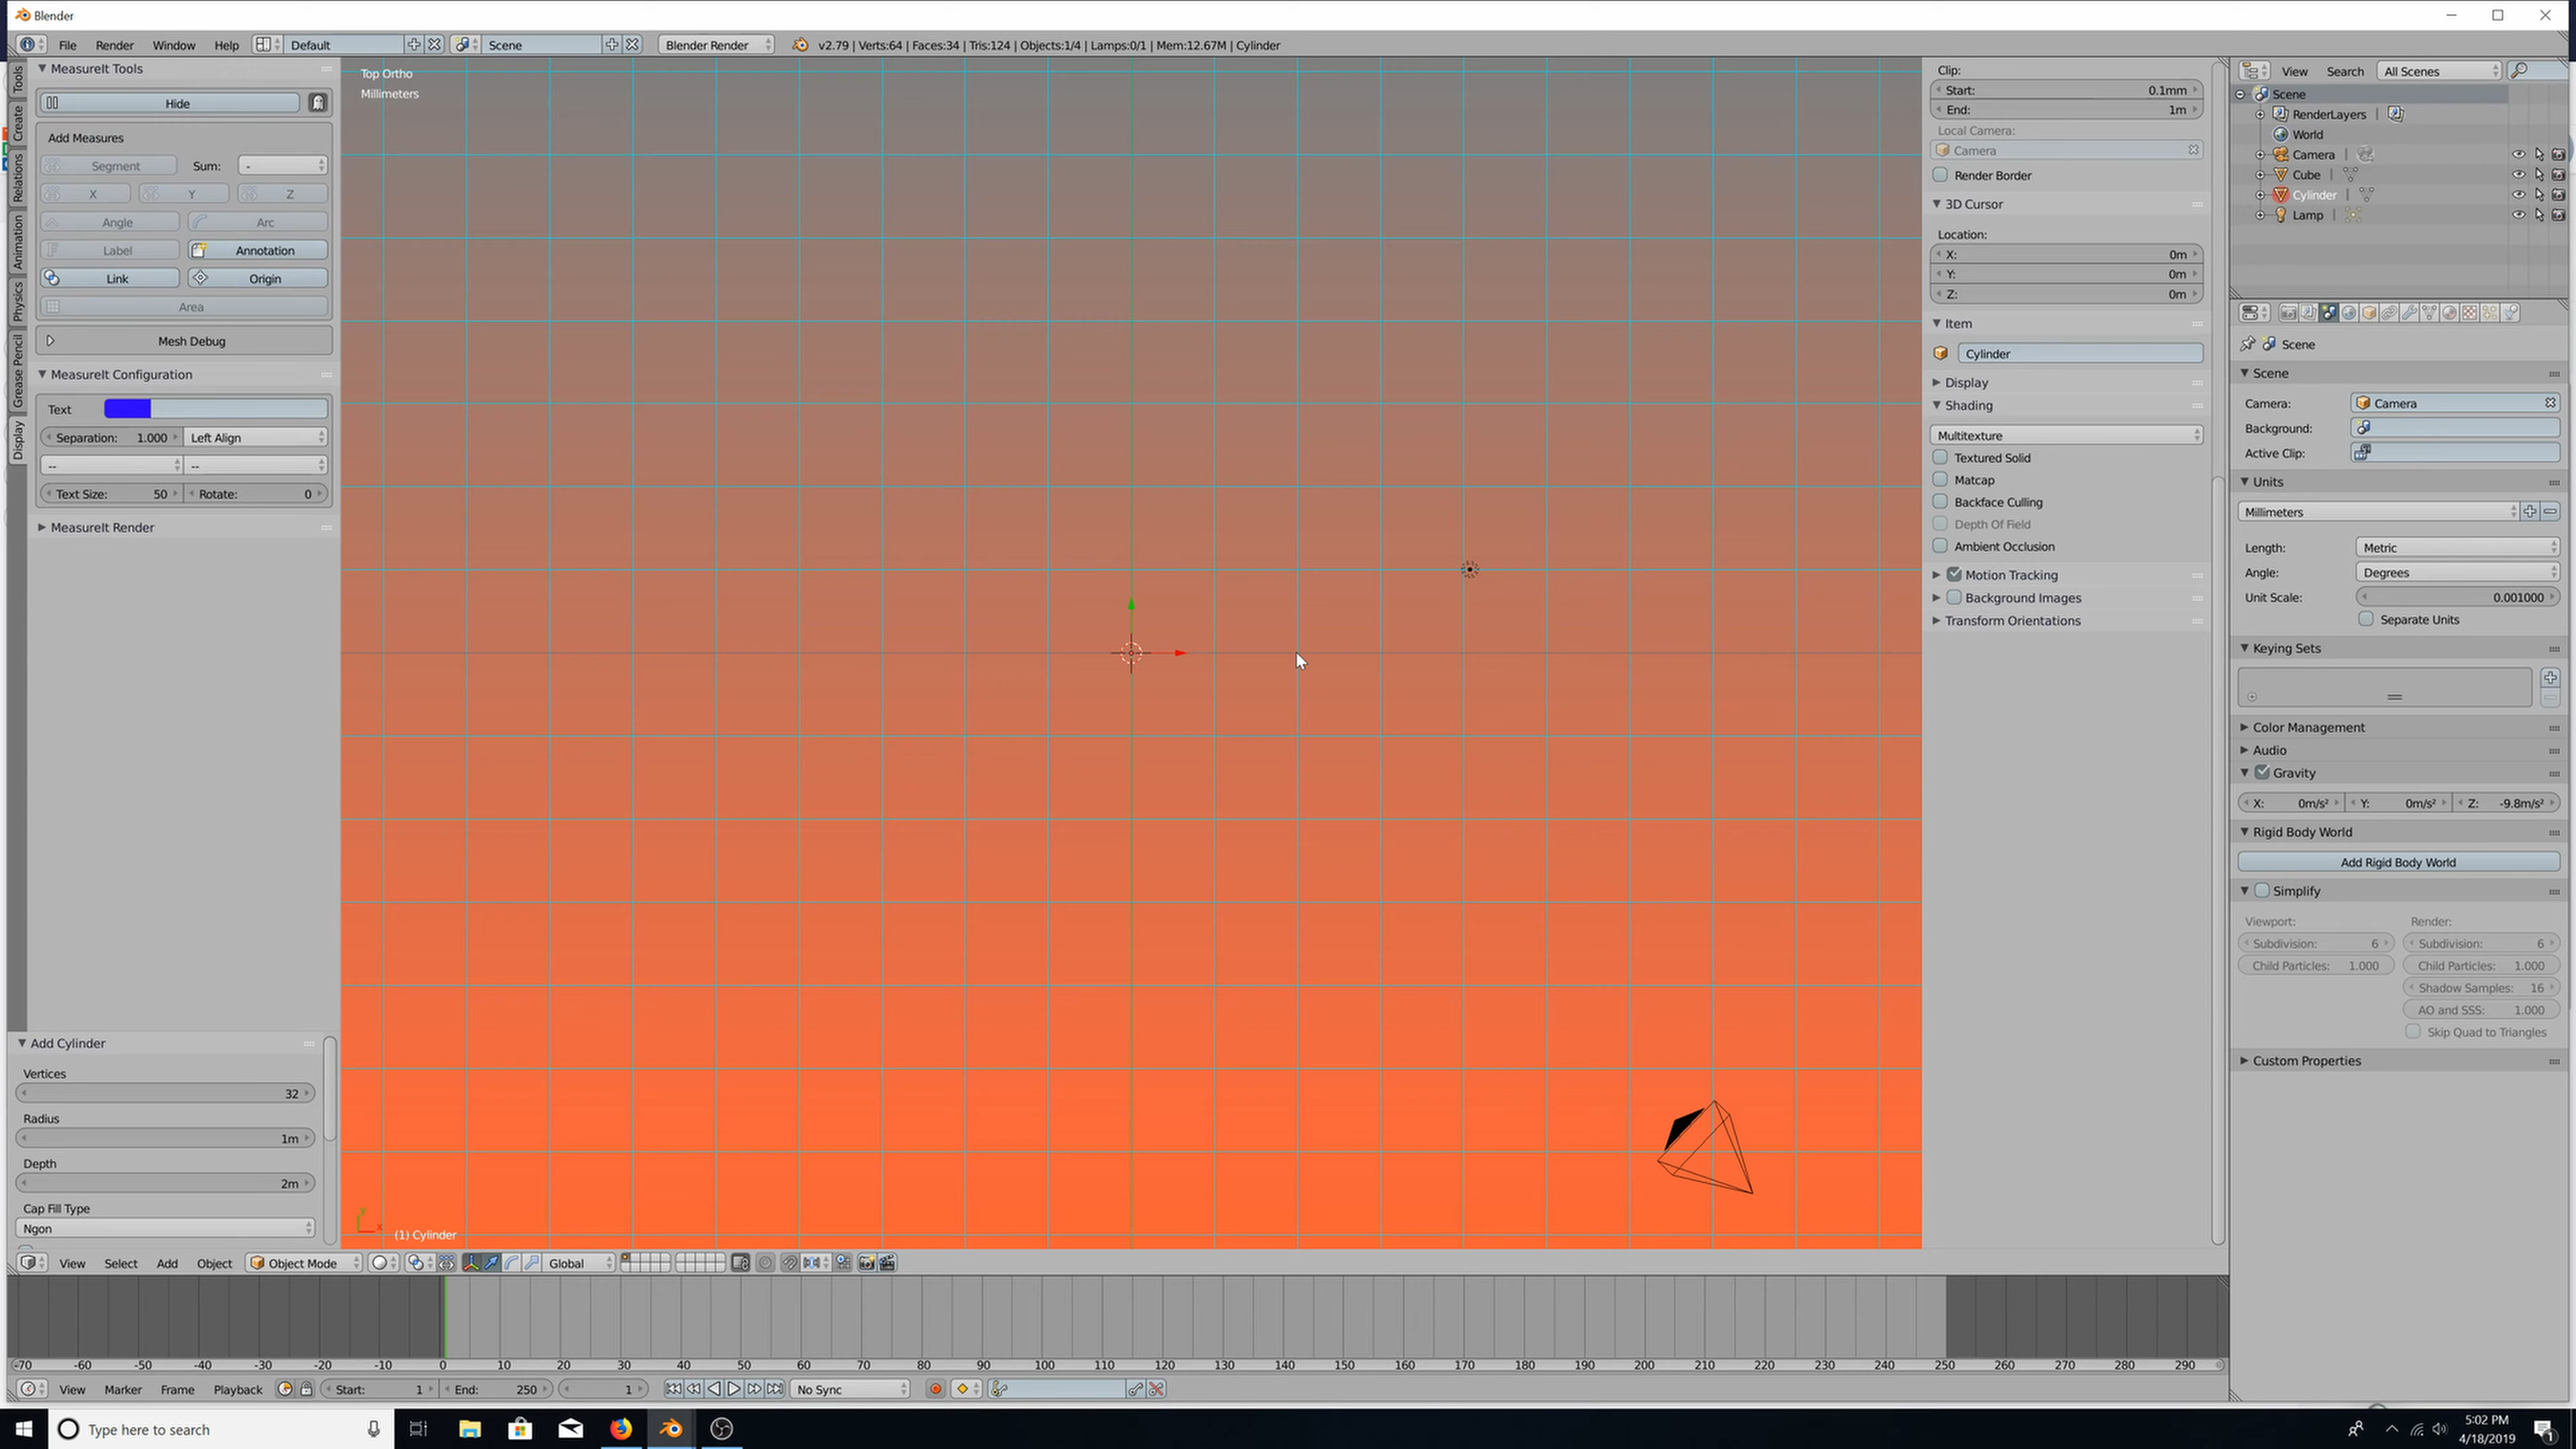 Blender
File Render Window Help Default Scene Blender Render v2.79 | Verts:64 | Faces:34 | Tris:124 | Objects:1/4 | Lamps:0/1 | Mem:12.67M | Cylinder
Tools
Create
Relations
Animation
Physics
Grease Pencil
Display
MeasureIt Tools
Hide
Add Measures
Segment Sum: -
X Y Z
Angle Arc
Label Annotation
Link Origin
Area
Mesh Debug
MeasureIt Configuration
Text
Separation: 1.000 Left Align
-- --
Text Size: 50 Rotate: 0
MeasureIt Render
Add Cylinder
Vertices
32
Radius
1m
Depth
2m
Cap Fill Type
Ngon
Top Ortho
Millimeters
y
x
(1) Cylinder
Clip:
Start: 0.1mm
End: 1m
Local Camera:
Camera
Render Border
3D Cursor
Location:
X: 0m
Y: 0m
Z: 0m
Item
Cylinder
Display
Shading
Multitexture
Textured Solid
Matcap
Backface Culling
Depth Of Field
Ambient Occlusion
Motion Tracking
Background Images
Transform Orientations
View Search All Scenes
Scene
RenderLayers |
World
Camera |
Cube |
Cylinder |
Lamp |
Scene
Scene
Camera: Camera
Background:
Active Clip:
Units
Millimeters
Length: Metric
Angle: Degrees
Unit Scale: 0.001000
Separate Units
Keying Sets
Color Management
Audio
Gravity
X: 0m/s² Y: 0m/s² Z: -9.8m/s²
Rigid Body World
Add Rigid Body World
Simplify
Viewport: Render:
Subdivision: 6 Subdivision: 6
Child Particles: 1.000 Child Particles: 1.000
Shadow Samples: 16
AO and SSS: 1.000
Skip Quad to Triangles
Custom Properties
View Select Add Object Object Mode Global
-70 -60 -50 -40 -30 -20 -10 0 10 20 30 40 50 60 70 80 90 100 110 120 130 140 150 160 170 180 190 200 210 220 230 240 250 260 270 280 290
View Marker Frame Playback Start: 1 End: 250 1 No Sync
Type here to search
5:02 PM
4/18/2019
1